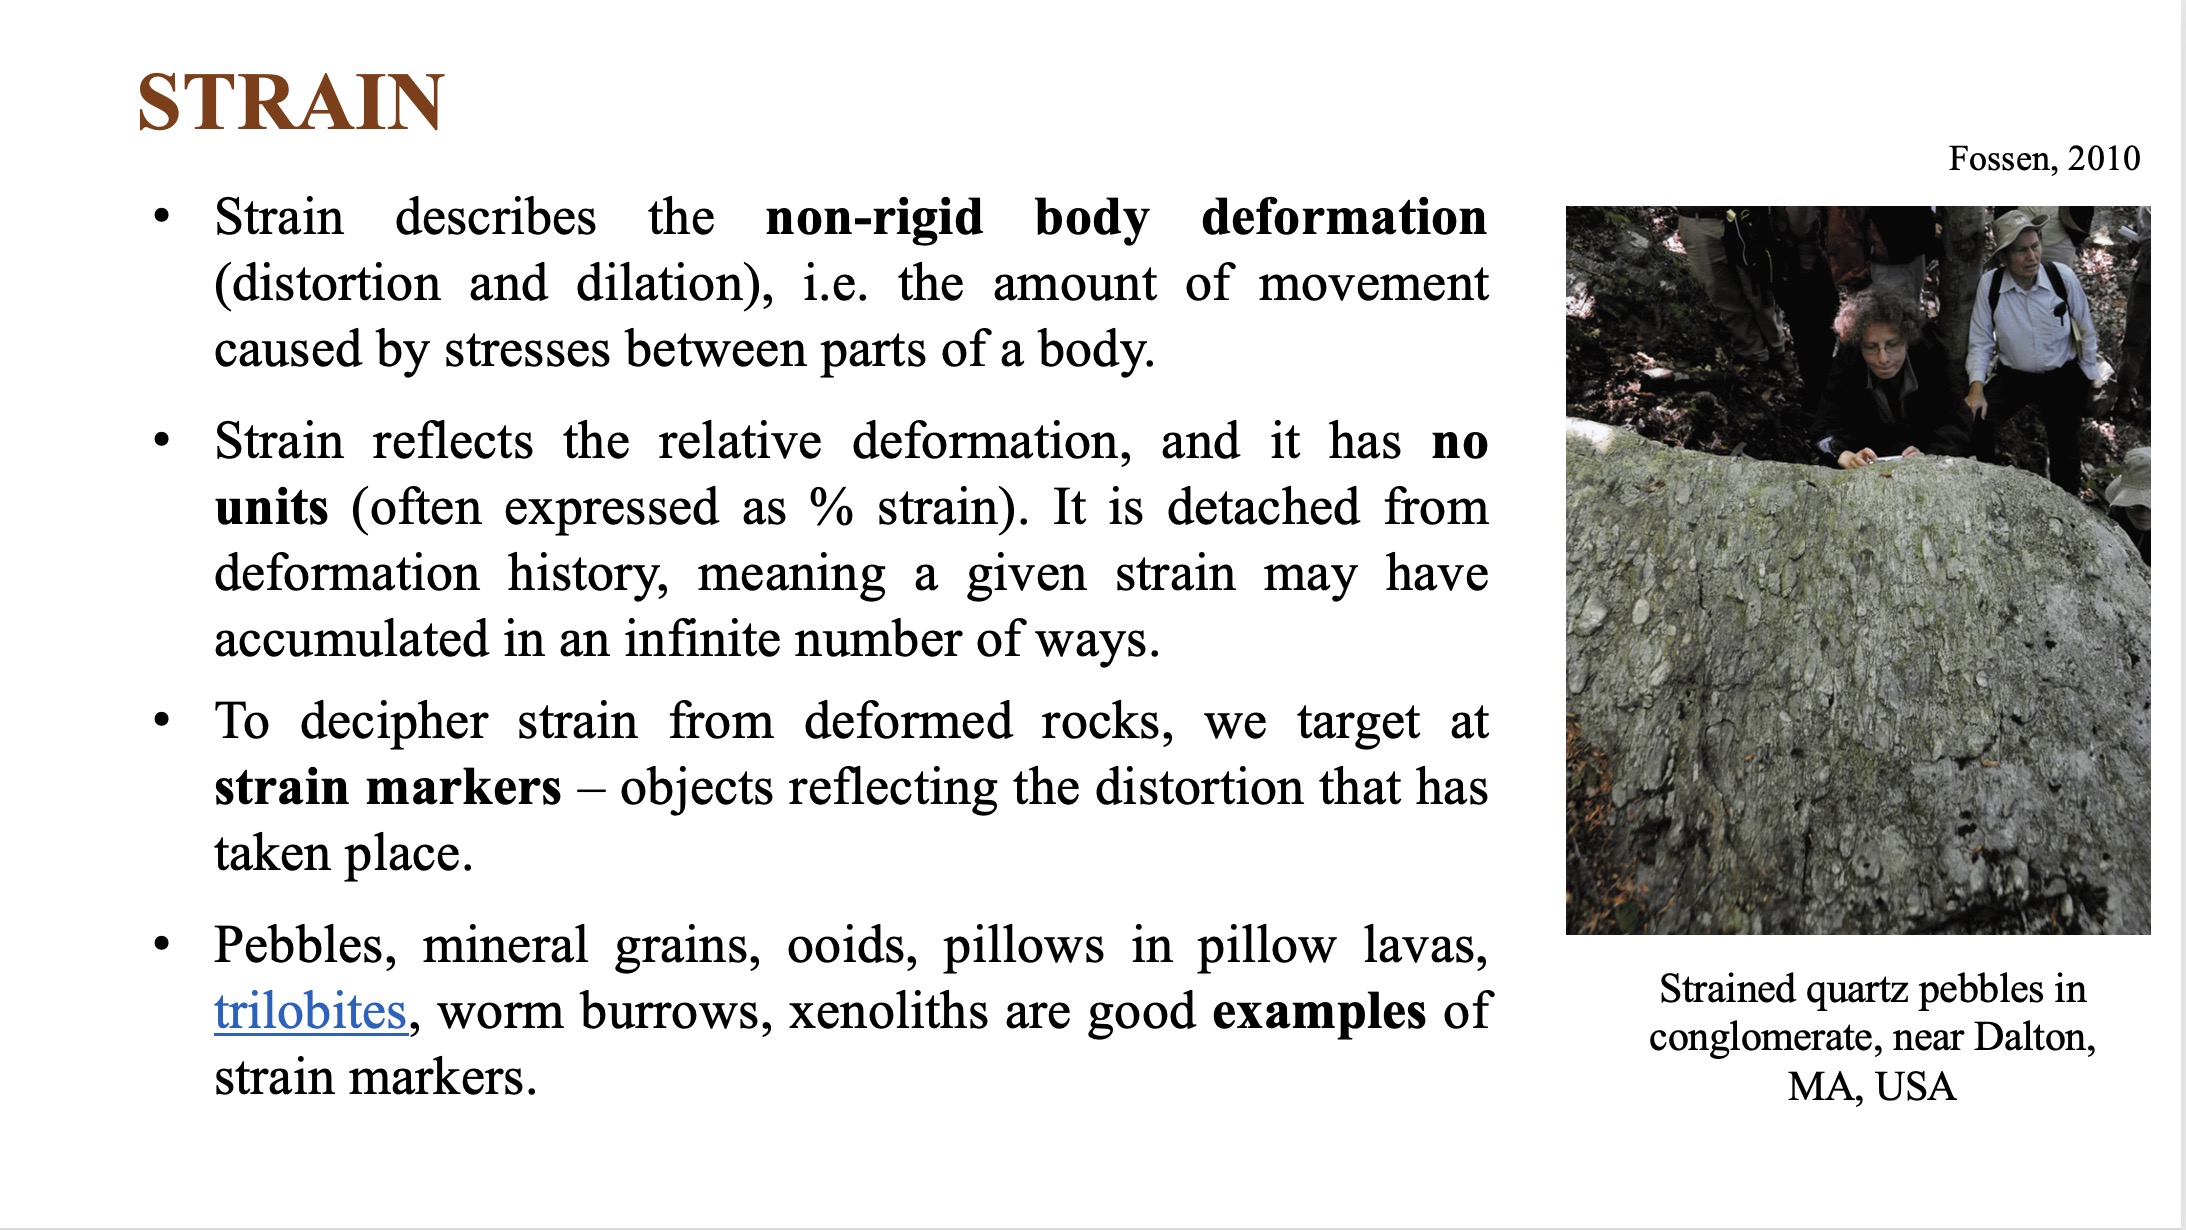 STRAIN
Fossen, 2010
• Strain describes the non-rigid body deformation
(distortion and dilation), i.e. the amount of movement
caused by stresses between parts of a body.
• Strain reflects the relative deformation, and it has no
units (often expressed as % strain). It is detached from
deformation history, meaning a given strain may have
accumulated in an infinite number of ways.
• To decipher strain from deformed rocks, we target at
strain markers – objects reflecting the distortion that has
taken place.
• Pebbles, mineral grains, ooids, pillows in pillow lavas,
trilobites, worm burrows, xenoliths are good examples of
strain markers.
Strained quartz pebbles in
conglomerate, near Dalton,
MA, USA